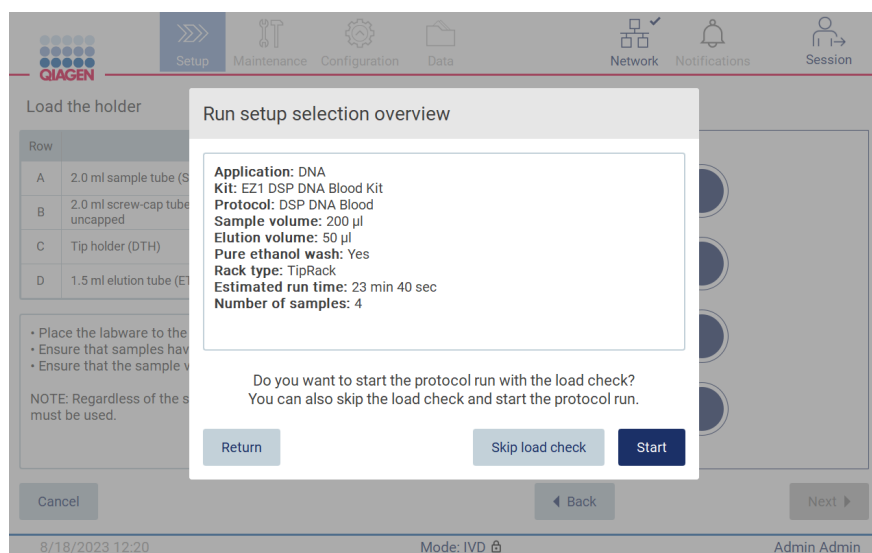 QIAGEN
Setup
Maintenance
Configuration
Data
Network
Notifications
Session
Load the holder
Run setup selection overview
Row
A 2.0 ml sample tube (S
B 2.0 ml screw-cap tube
uncapped
C Tip holder (DTH)
D 1.5 ml elution tube (ET
Application: DNA
Kit: EZ1 DSP DNA Blood Kit
Protocol: DSP DNA Blood
Sample volume: 200 µl
Elution volume: 50 µl
Pure ethanol wash: Yes
Rack type: TipRack
Estimated run time: 23 min 40 sec
Number of samples: 4
• Place the labware to the
• Ensure that samples hav
• Ensure that the sample v
NOTE: Regardless of the s
must be used.
Do you want to start the protocol run with the load check?
You can also skip the load check and start the protocol run.
Return
Skip load check
Start
Cancel
Back
Next
8/18/2023 12:20
Mode: IVD
Admin Admin